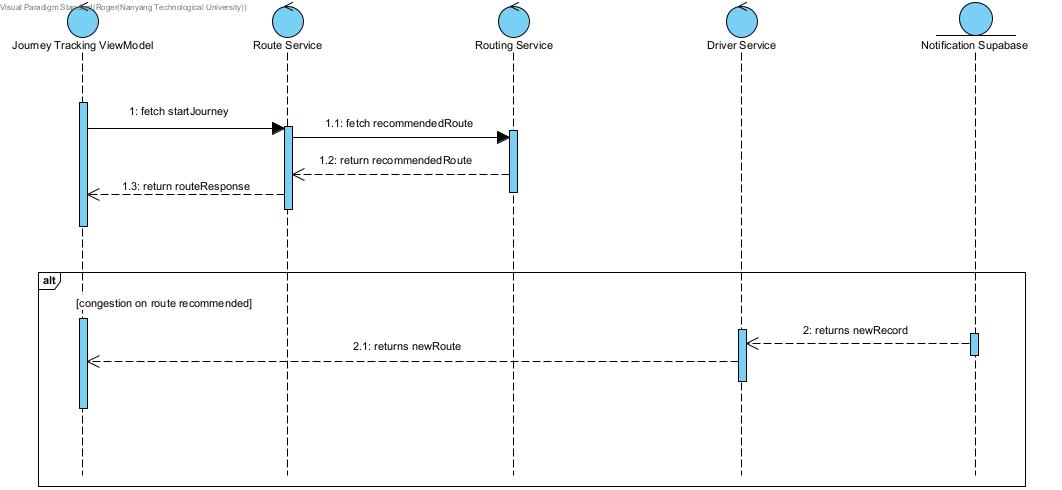 Visual Paradigm Standard(Roger(Nanyang Technological University))
Journey Tracking ViewModel
Route Service
Routing Service
Driver Service
Notification Supabase
1: fetch startJourney
1.1: fetch recommendedRoute
1.2: return recommendedRoute
1.3: return routeResponse
alt
[congestion on route recommended]
2: returns newRecord
2.1: returns newRoute